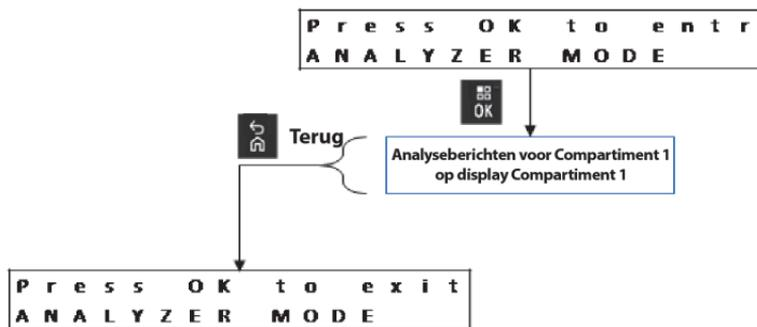 Press OK to entr
ANALYZER MODE
OK
Terug
Analyseberichten voor Compartiment 1
op display Compartiment 1
Press OK to exit
ANALYZER MODE